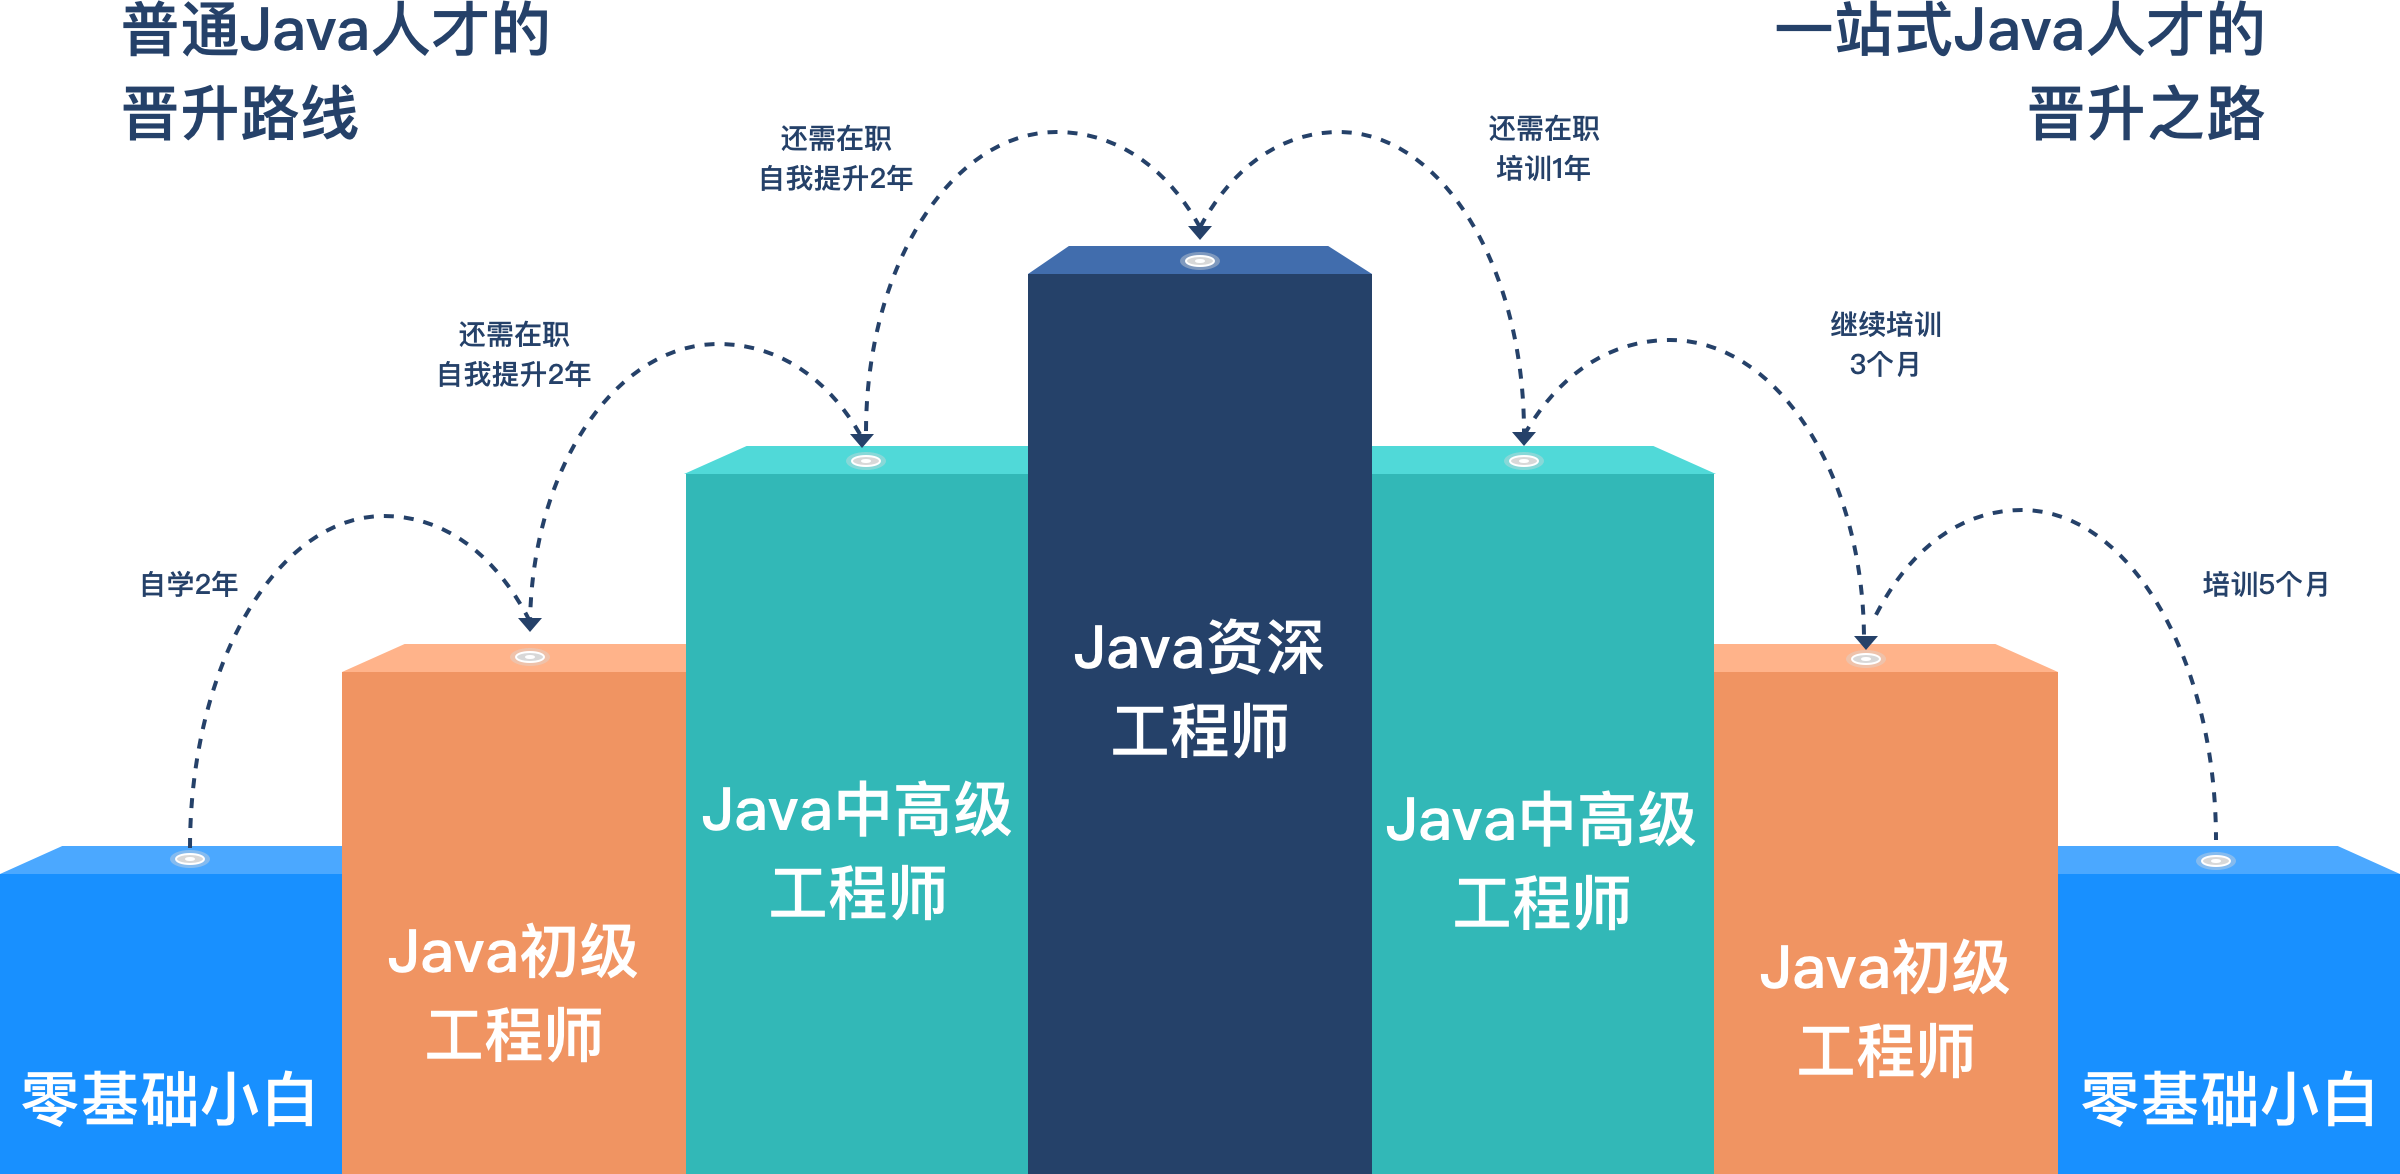 普通Java人才的
晋升路线
一站式Java人才的
晋升之路
还需在职
自我提升2年
还需在职
培训1年
还需在职
自我提升2年
继续培训
3个月
自学2年
培训5个月
Java资深
工程师
Java中高级
工程师
Java中高级
工程师
Java初级
工程师
Java初级
工程师
零基础小白
零基础小白